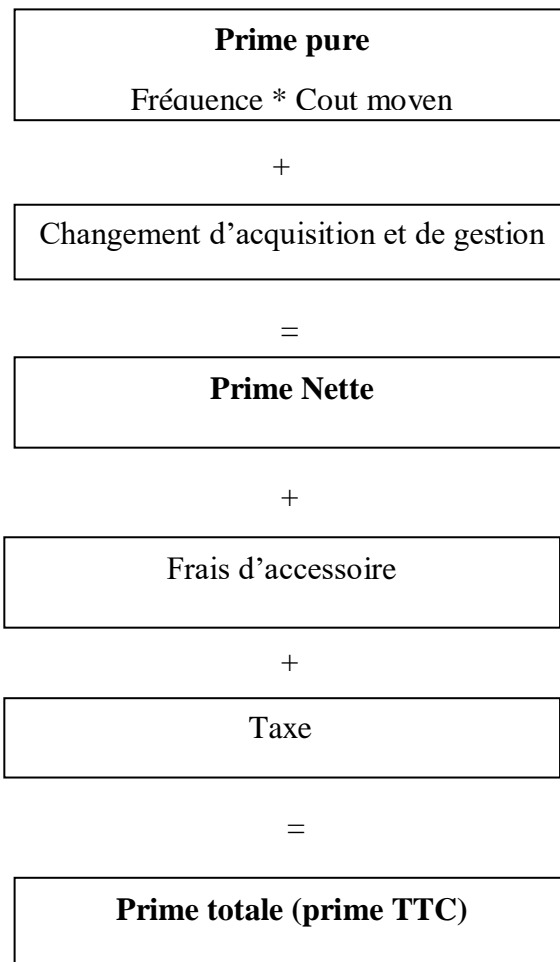 Prime pure
Fréquence * Cout moyen
+
Changement d’acquisition et de gestion
=
Prime Nette
+
Frais d’accessoire
+
Taxe
=
Prime totale (prime TTC)